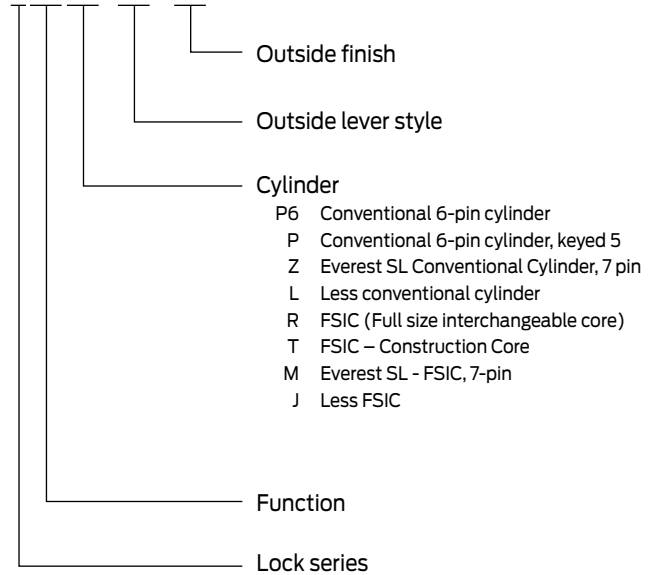 Outside finish
Outside lever style
Cylinder
P6 Conventional 6-pin cylinder
P Conventional 6-pin cylinder, keyed 5
Z Everest SL Conventional Cylinder, 7 pin
L Less conventional cylinder
R FSIC (Full size interchangeable core)
T FSIC – Construction Core
M Everest SL - FSIC, 7-pin
J Less FSIC
Function
Lock series